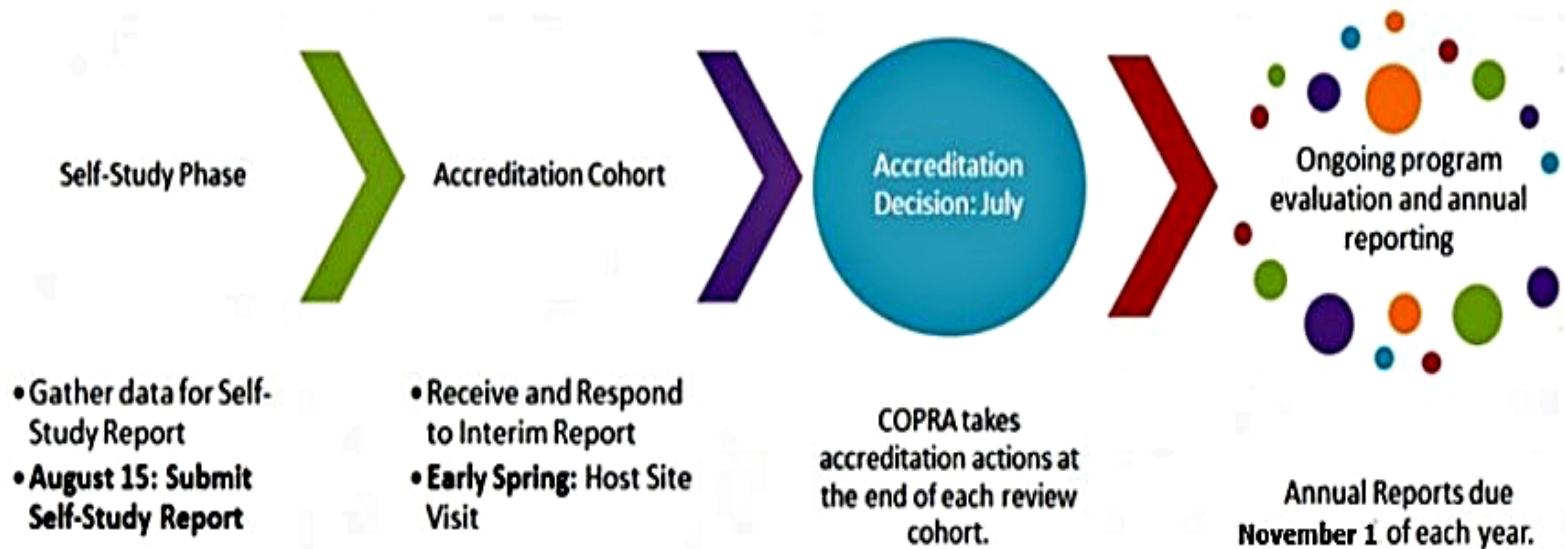 Self-Study Phase
• Gather data for Self-
Study Report
• August 15: Submit
Self-Study Report
Accreditation Cohort
• Receive and Respond
to Interim Report
• Early Spring: Host Site
Visit
Accreditation
Decision: July
COPRA takes
accreditation actions at
the end of each review
cohort.
Ongoing program
evaluation and annual
reporting
Annual Reports due
November 1 of each year.